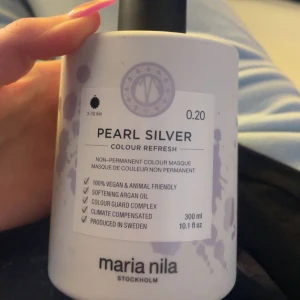 0.20
PEARL SILVER
COLOUR REFRESH
NON-PERMANENT COLOUR MASQUE
MASQUE DE COULEUR NON PERMANENT
100% VEGAN & ANIMAL FRIENDLY
SOFTENING ARGAN OIL
COLOUR GUARD COMPLEX
CLIMATE COMPENSATED
PRODUCED IN SWEDEN
300 ml
10.1 fl oz
maria nila
STOCKHOLM